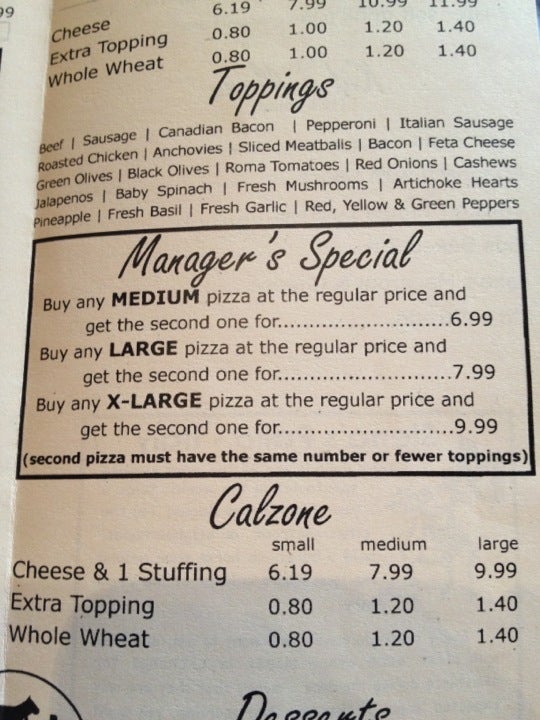 99
Cheese 6.19 7.99 10.99 11.99
Extra Topping 0.80 1.00 1.20 1.40
Whole Wheat 0.80 1.00 1.20 1.40
Toppings
Beef | Sausage | Canadian Bacon | Pepperoni | Italian Sausage
Roasted Chicken | Anchovies | Sliced Meatballs | Bacon | Feta Cheese
Green Olives | Black Olives | Roma Tomatoes | Red Onions | Cashews
Jalapenos | Baby Spinach | Fresh Mushrooms | Artichoke Hearts
Pineapple | Fresh Basil | Fresh Garlic | Red, Yellow & Green Peppers
Manager's Special
Buy any MEDIUM pizza at the regular price and
get the second one for............................6.99
Buy any LARGE pizza at the regular price and
get the second one for............................7.99
Buy any X-LARGE pizza at the regular price and
get the second one for............................9.99
(second pizza must have the same number or fewer toppings)
Calzone
small medium large
Cheese & 1 Stuffing 6.19 7.99 9.99
Extra Topping 0.80 1.20 1.40
Whole Wheat 0.80 1.20 1.40
Desserts